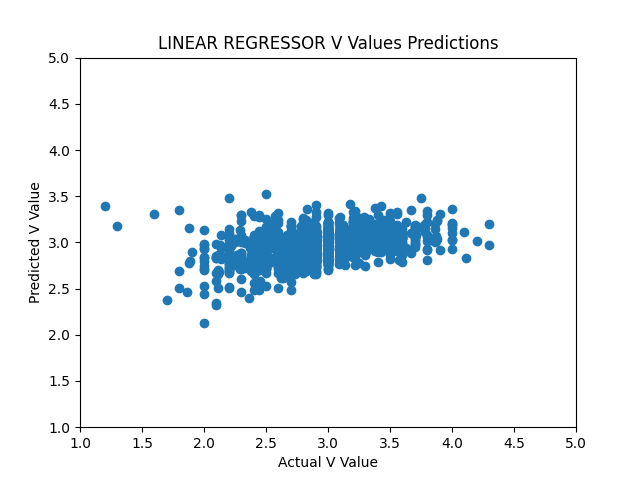 LINEAR REGRESSOR V Values Predictions
5.0
4.5
4.0
3.5
3.0
2.5
2.0
1.5
1.0
Predicted V Value
1.0 1.5 2.0 2.5 3.0 3.5 4.0 4.5 5.0
Actual V Value